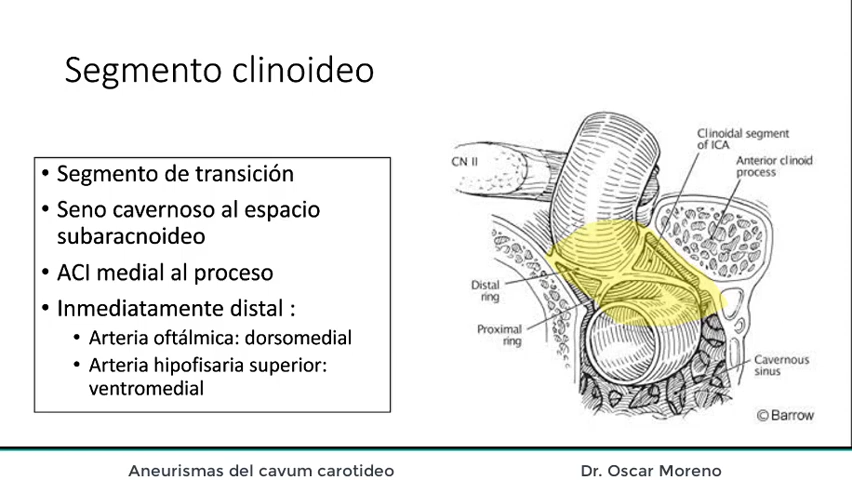 Segmento clinoideo
• Segmento de transición
• Seno cavernoso al espacio
subaracnoideo
• ACI medial al proceso
• Inmediatamente distal :
• Arteria oftálmica: dorsomedial
• Arteria hipofisaria superior:
ventromedial
CN II
Clinoidal segment
of ICA
Anterior clinoid
process
Distal
ring
Proximal
ring
Cavernous
sinus
© Barrow
Aneurismas del cavum carotideo
Dr. Oscar Moreno